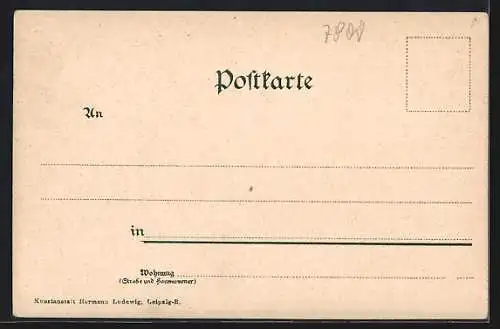 7808
Postkarte
An
in
Wohnung
(Straße und Hausnummer)
Kunstanstalt Hermann Ludewig, Leipzig-R.